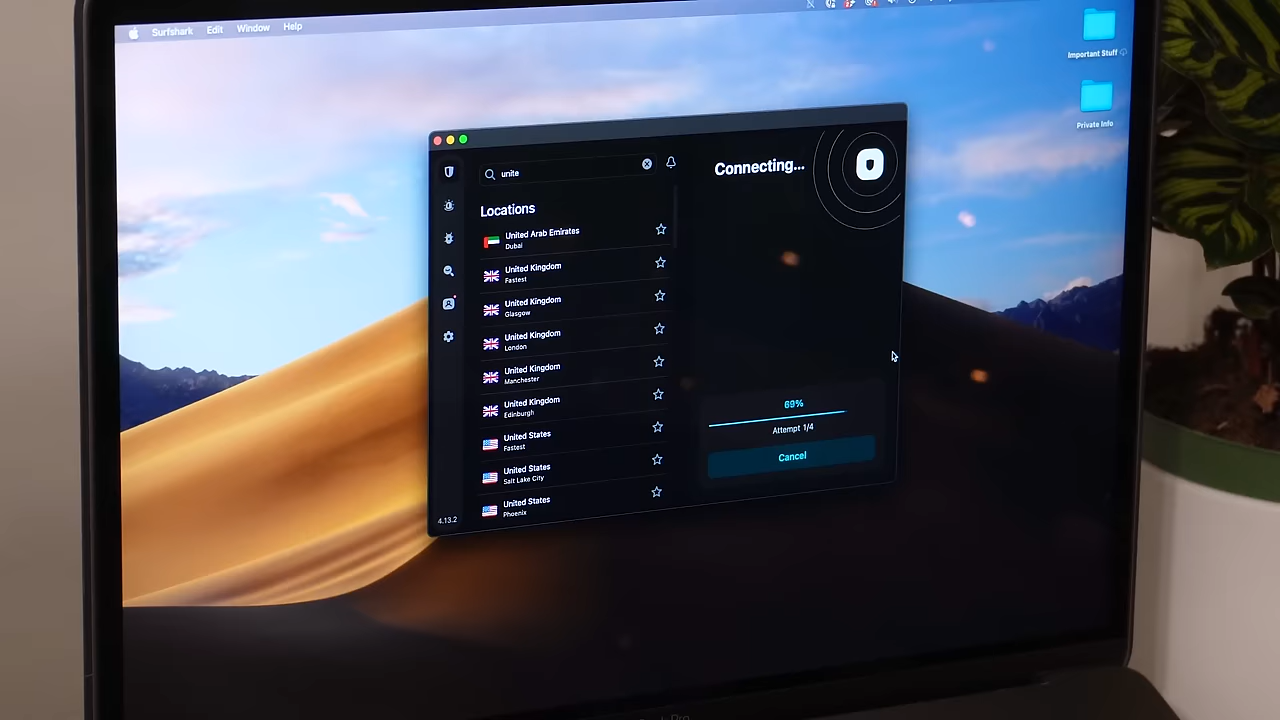 Surfshark Edit Window Help
Important Stuff
Private Info
unite
Connecting...
Locations
United Arab Emirates
Dubai
United Kingdom
Fastest
United Kingdom
Glasgow
United Kingdom
London
United Kingdom
Manchester
United Kingdom
Edinburgh
United States
Fastest
United States
Salt Lake City
United States
Phoenix
69%
Attempt 1/4
Cancel
4.13.2
Pro